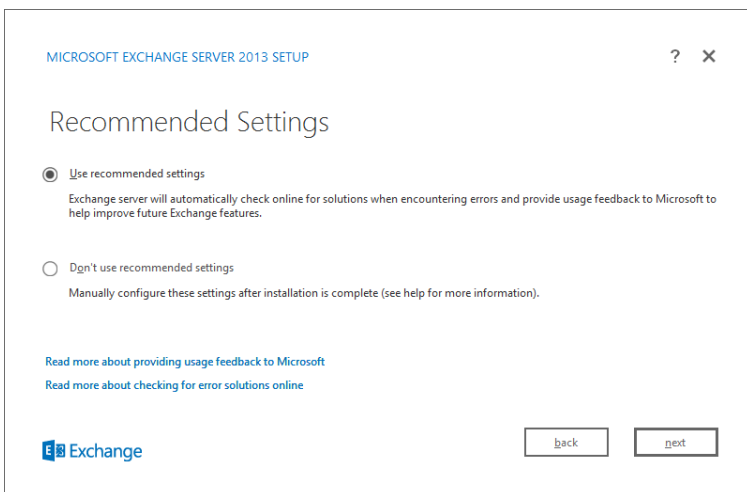 MICROSOFT EXCHANGE SERVER 2013 SETUP
? ×
Recommended Settings
Use recommended settings
Exchange server will automatically check online for solutions when encountering errors and provide usage feedback to Microsoft to
help improve future Exchange features.
Don't use recommended settings
Manually configure these settings after installation is complete (see help for more information).
Read more about providing usage feedback to Microsoft
Read more about checking for error solutions online
E Exchange
back
next